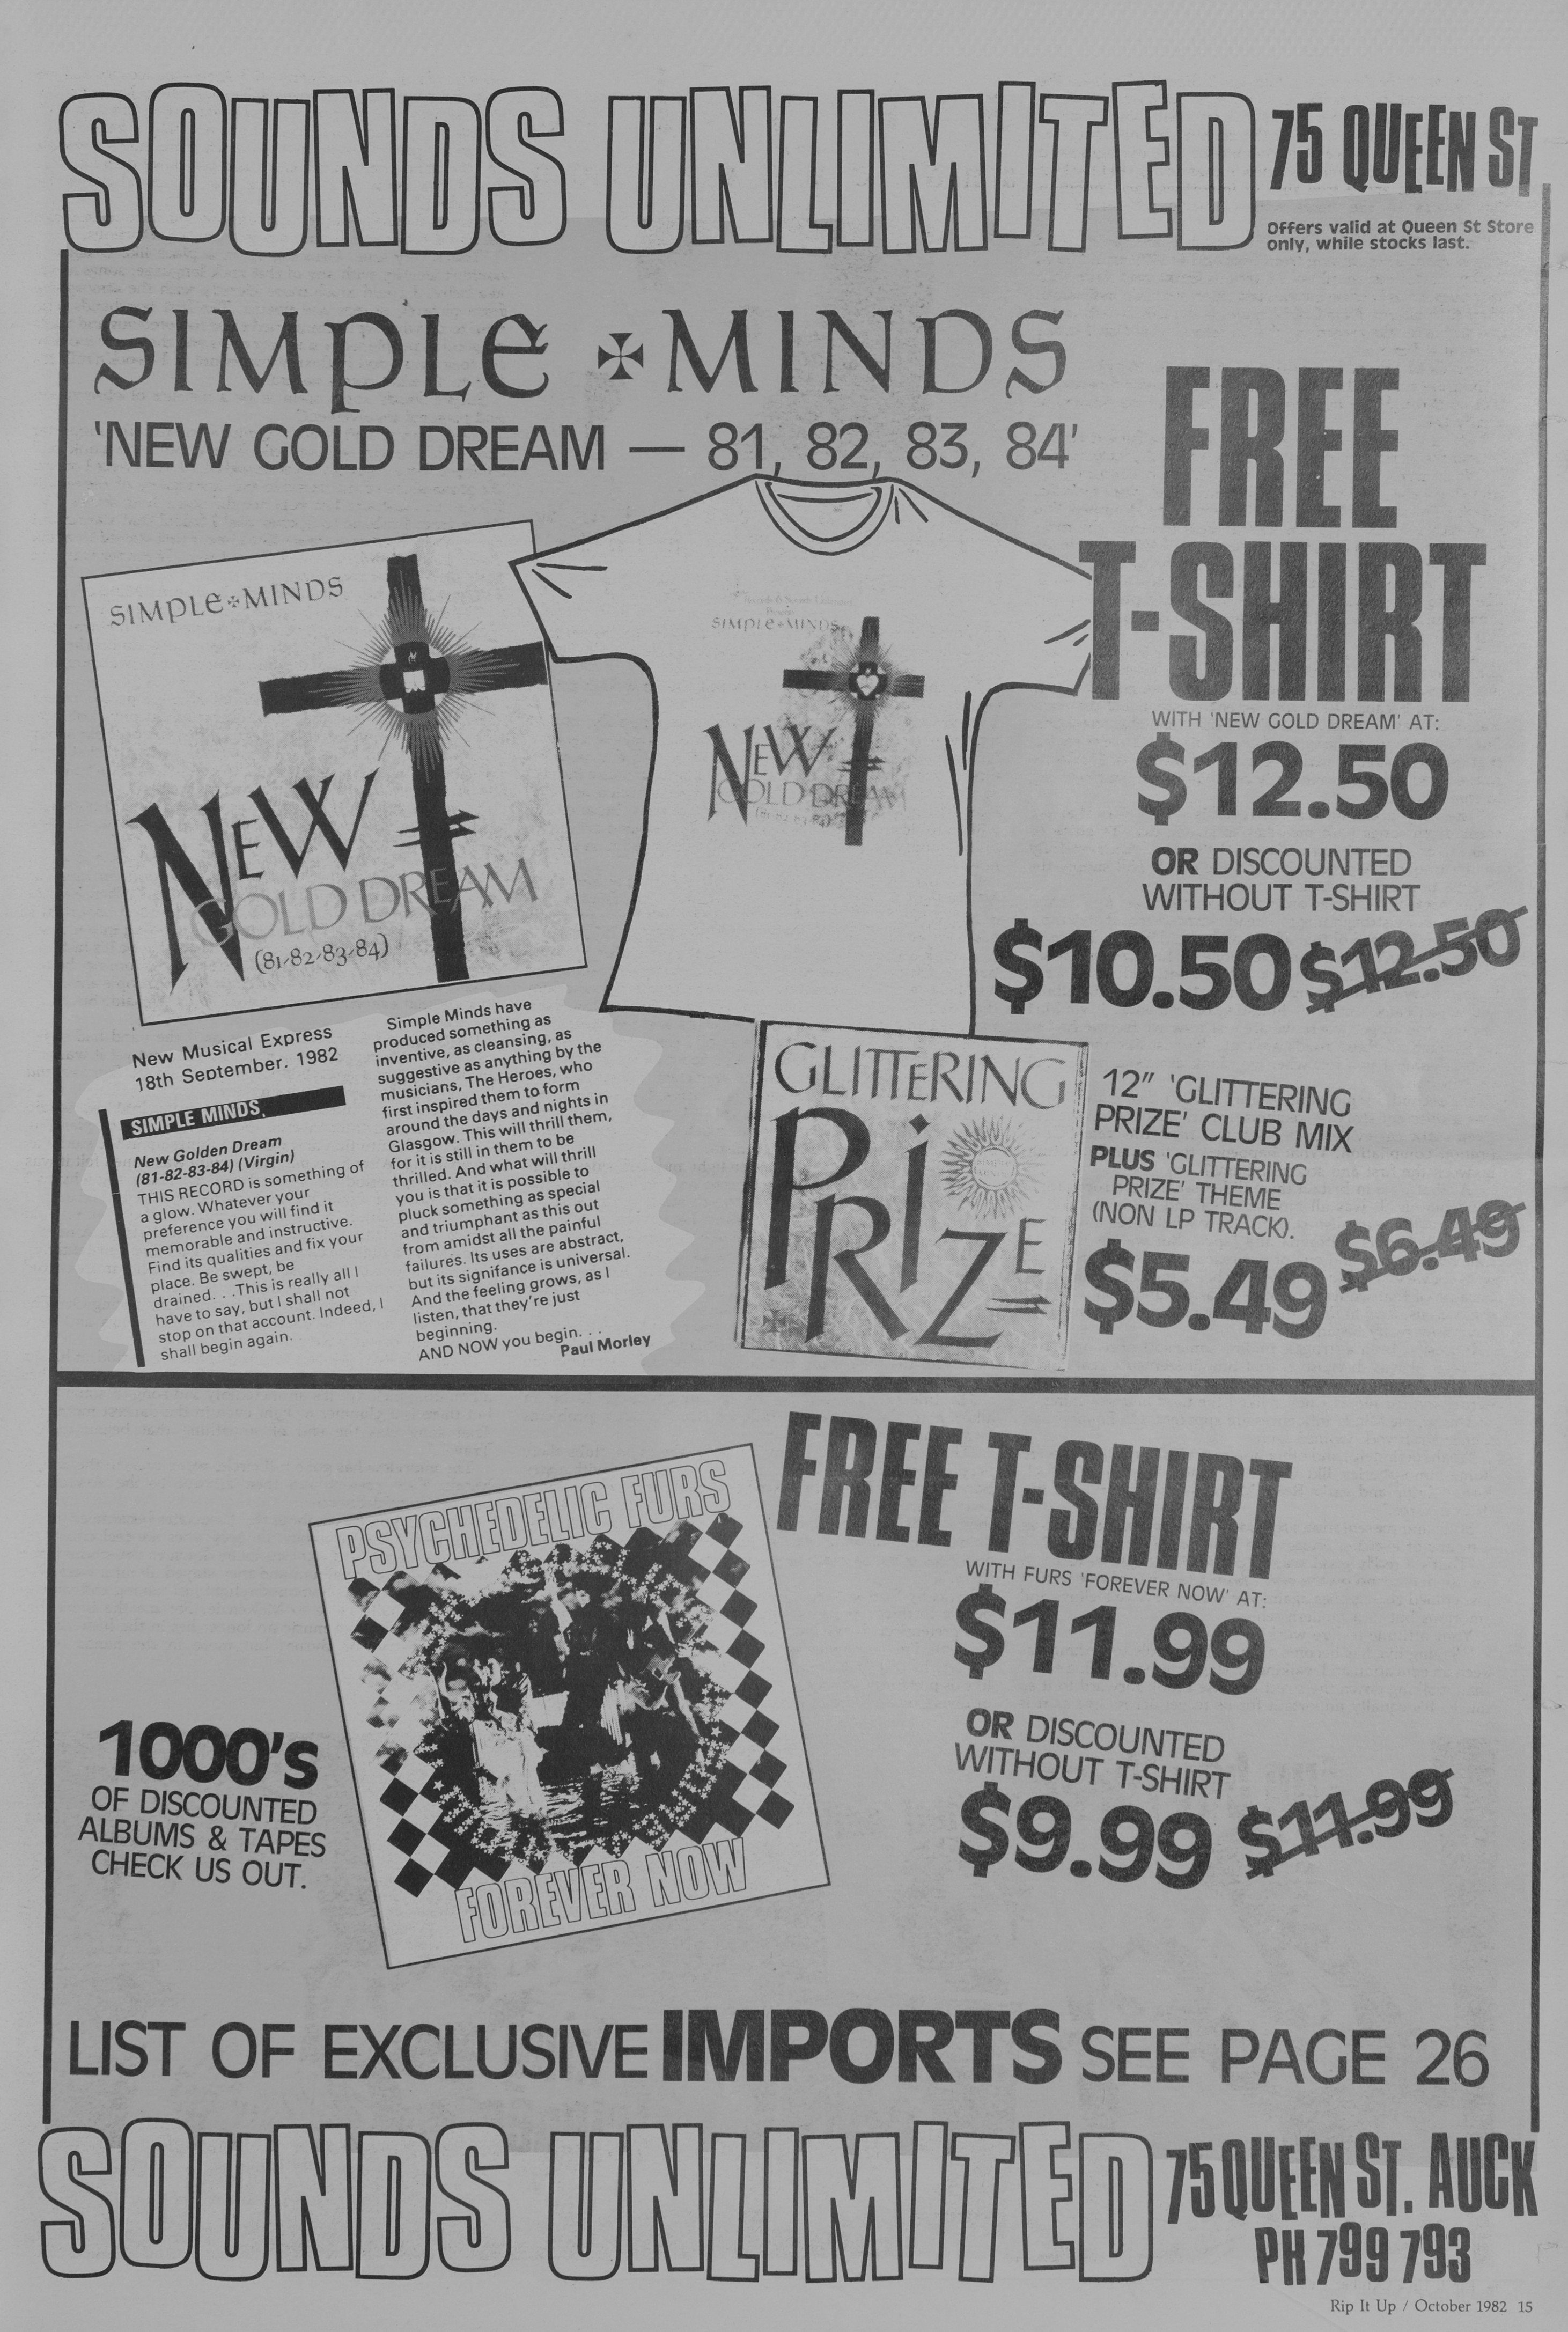 SOUNDS UNLIMITED 75 QUEEN ST
Offers valid at Queen St Store
only, while stocks last.
SIMPLE MINDS
'NEW GOLD DREAM — 81, 82, 83, 84'
FREE
T-SHIRT
WITH 'NEW GOLD DREAM' AT:
$12.50
OR DISCOUNTED
WITHOUT T-SHIRT
$10.50 $12.50
SIMPLE MINDS
NEW
GOLD DREAM
(81-82-83-84)
SIMPLE MINDS
NEW
GOLD DREAM
(81-82-83-84)
New Musical Express
18th September. 1982
SIMPLE MINDS
New Golden Dream
(81-82-83-84) (Virgin)
THIS RECORD is something of
a glow. Whatever your
preference you will find it
memorable and instructive.
Find its qualities and fix your
place. Be swept, be
drained. . .This is really all I
have to say, but I shall not
stop on that account. Indeed, I
shall begin again.
Simple Minds have
produced something as
inventive, as cleansing, as
suggestive as anything by the
musicians, The Heroes, who
first inspired them to form
around the days and nights in
Glasgow. This will thrill them,
for it is still in them to be
thrilled. And what will thrill
you is that it is possible to
pluck something as special
and triumphant as this out
from amidst all the painful
failures. Its uses are abstract,
but its signifance is universal.
And the feeling grows, as I
listen, that they're just
beginning.
AND NOW you begin. . .
Paul Morley
GLITTERING
PRIZE
12" 'GLITTERING
PRIZE' CLUB MIX
PLUS 'GLITTERING
PRIZE' THEME
(NON LP TRACK).
$5.49 $6.49
FREE T-SHIRT
WITH FURS 'FOREVER NOW' AT:
$11.99
OR DISCOUNTED
WITHOUT T-SHIRT
$9.99 $11.99
PSYCHEDELIC FURS
FOREVER NOW
1000's
OF DISCOUNTED
ALBUMS & TAPES
CHECK US OUT.
LIST OF EXCLUSIVE IMPORTS SEE PAGE 26
SOUNDS UNLIMITED 75 QUEEN ST. AUCK
PH 799 793
Rip It Up / October 1982 15